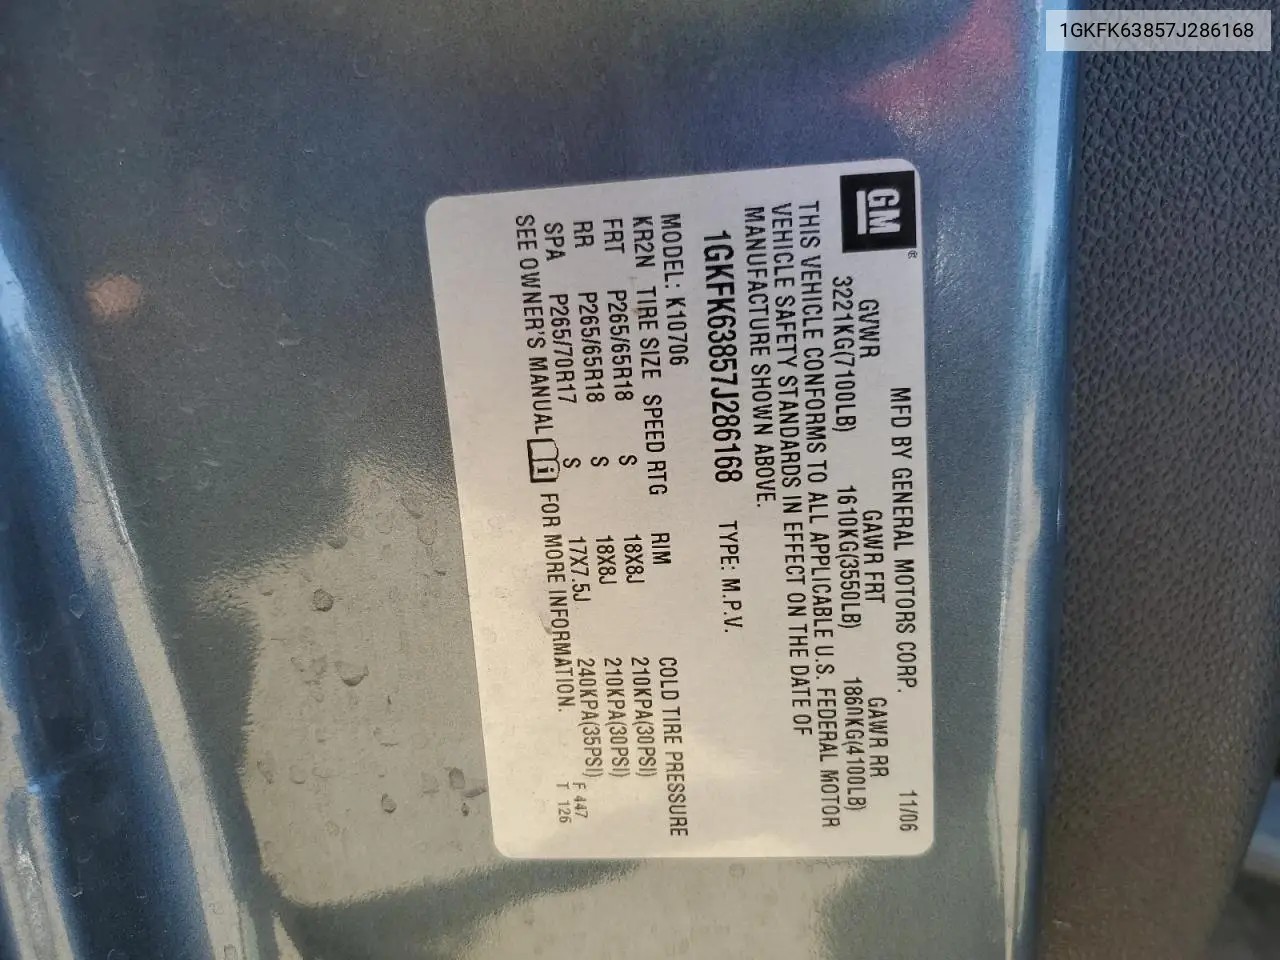 1GKFK63857J286168
GM®
MFD BY GENERAL MOTORS CORP. 11/06
GVWR GAWR FRT GAWR RR
3221KG(7100LB) 1610KG(3550LB) 1860KG(4100LB)
THIS VEHICLE CONFORMS TO ALL APPLICABLE U.S. FEDERAL MOTOR
VEHICLE SAFETY STANDARDS IN EFFECT ON THE DATE OF
MANUFACTURE SHOWN ABOVE.
1GKFK63857J286168 TYPE: M.P.V.
MODEL: K10706
KR2N TIRE SIZE SPEED RTG RIM COLD TIRE PRESSURE
FRT P265/65R18 S 18X8J 210KPA(30PSI)
RR P265/65R18 S 18X8J 210KPA(30PSI)
SPA P265/70R17 S 17X7.5J 240KPA(35PSI) F 447
SEE OWNER'S MANUAL FOR MORE INFORMATION. T 126